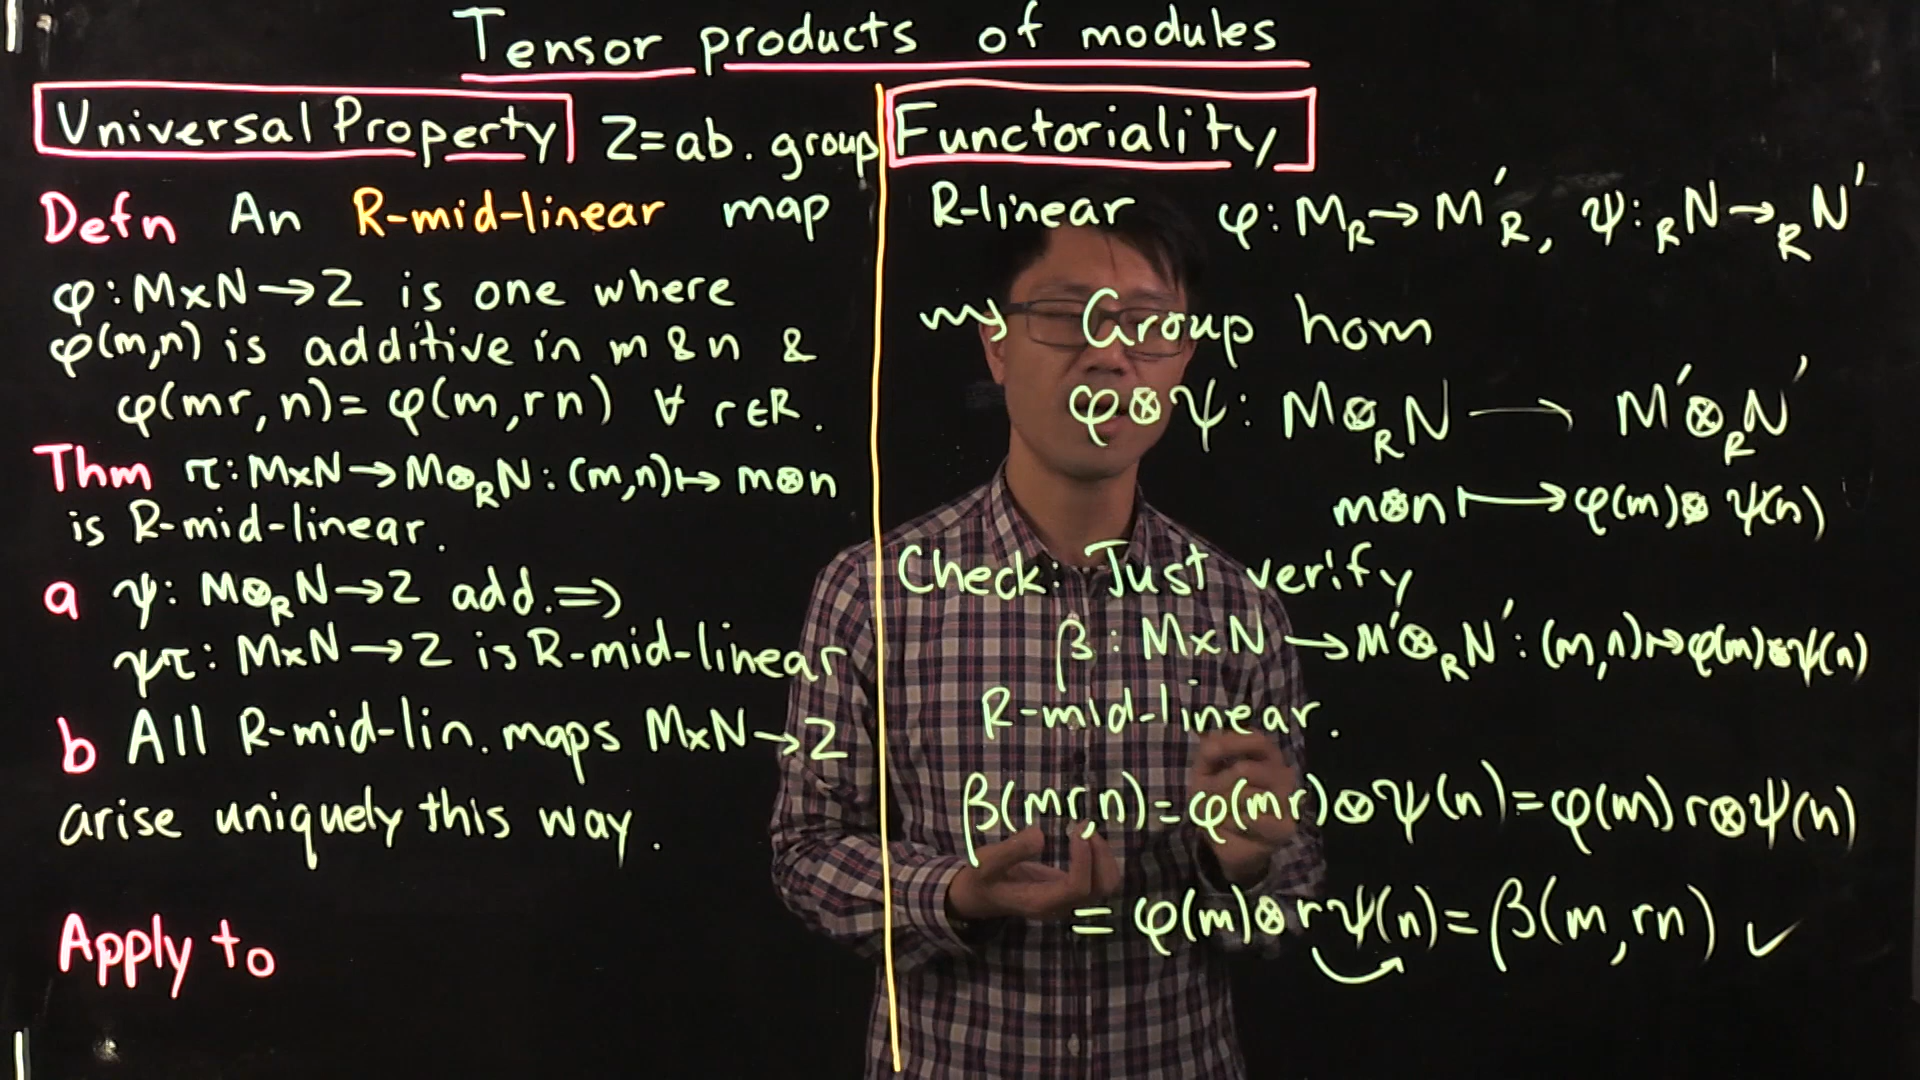 Tensor products of modules
Universal Property Z=ab. group
Defn An R-mid-linear map
φ: M×N→Z is one where
φ(m,n) is additive in m & n &
φ(mr, n)= φ(m, rn) ∀ r∈R.
Thm τ: M×N→M⊗_R N: (m,n)↦ m⊗n
is R-mid-linear.
a ψ: M⊗_R N→Z add.⇒
ψτ: M×N→Z is R-mid-linear
b All R-mid-lin. maps M×N→Z
arise uniquely this way.
Apply to
Functoriality
R-linear φ: M_R→M'_R, ψ: _RN→_RN'
⇝ Group hom
φ⊗ψ: M⊗_R N → M'⊗_R N'
m⊗n ↦ φ(m)⊗ ψ(n)
Check: Just verify
β: M×N → M'⊗_R N': (m,n)↦φ(m)⊗ψ(n)
R-mid-linear.
β(mr,n)=φ(mr)⊗ψ(n)=φ(m) r⊗ψ(n)
= φ(m)⊗rψ(n)= β(m,rn) ✓